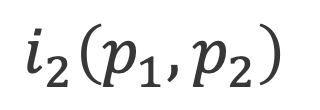 i₂(p₁, p₂)